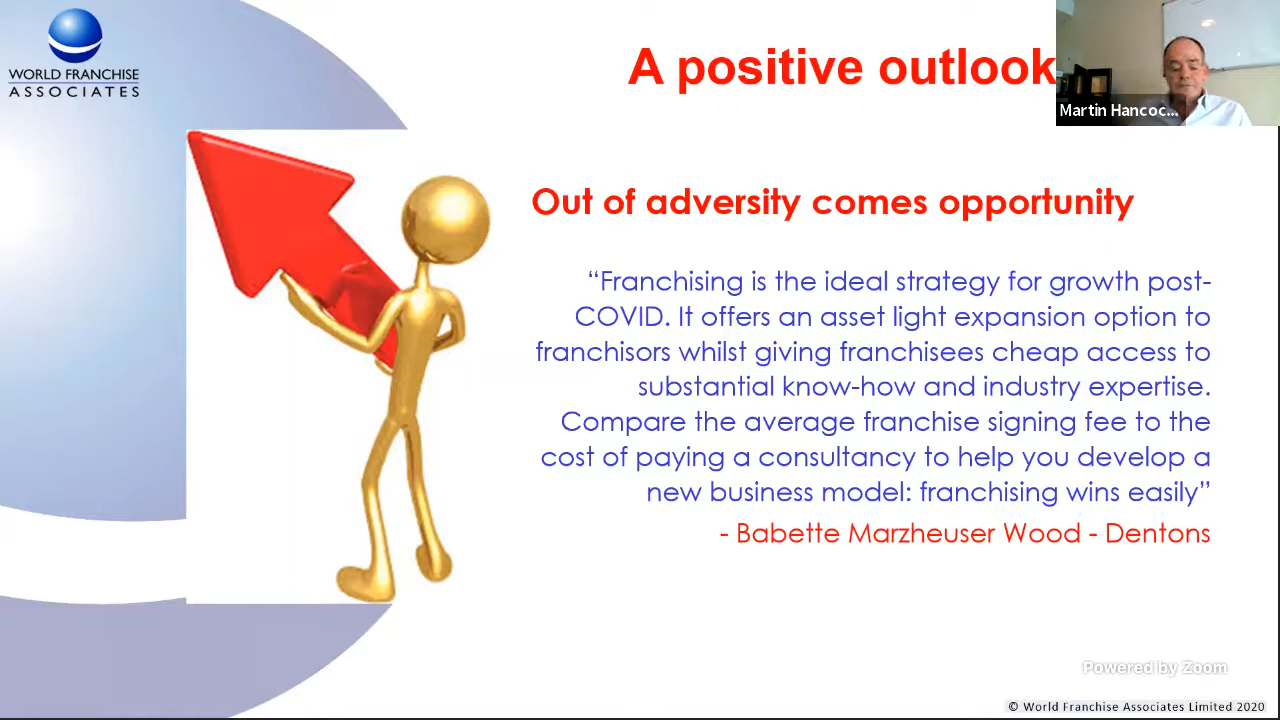 WORLD FRANCHISE
ASSOCIATES
A positive outlook
Martin Hancoc...
Out of adversity comes opportunity
“Franchising is the ideal strategy for growth post-
COVID. It offers an asset light expansion option to
franchisors whilst giving franchisees cheap access to
substantial know-how and industry expertise.
Compare the average franchise signing fee to the
cost of paying a consultancy to help you develop a
new business model: franchising wins easily”
- Babette Marzheuser Wood - Dentons
Powered by Zoom
© World Franchise Associates Limited 2020